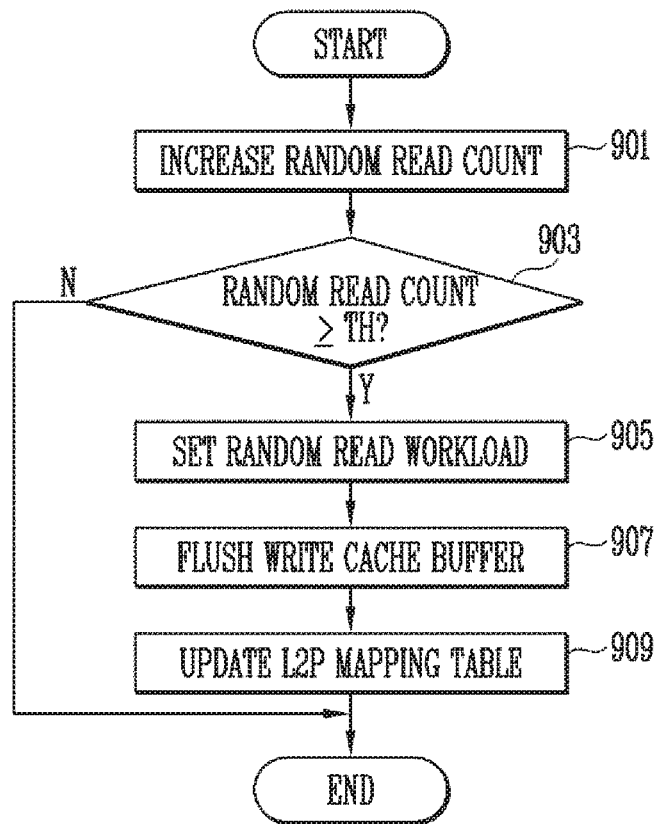 START
INCREASE RANDOM READ COUNT
901
903
N
RANDOM READ COUNT
≥ TH?
Y
SET RANDOM READ WORKLOAD
905
FLUSH WRITE CACHE BUFFER
907
UPDATE L2P MAPPING TABLE
909
END